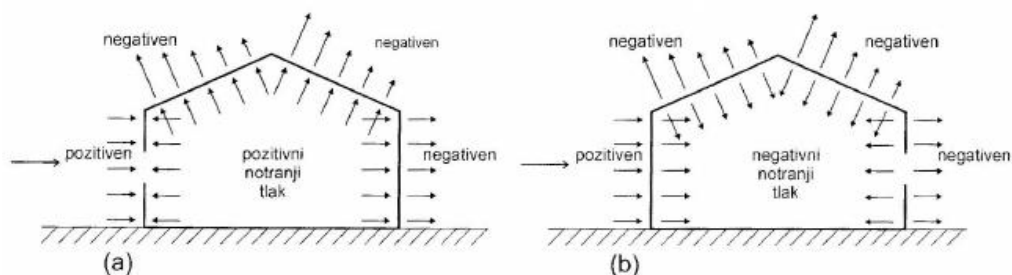 negativen
negativen
pozitiven
pozitivni
notranji
tlak
negativen
(a)
negativen
negativen
pozitiven
negativni
notranji
tlak
negativen
(b)